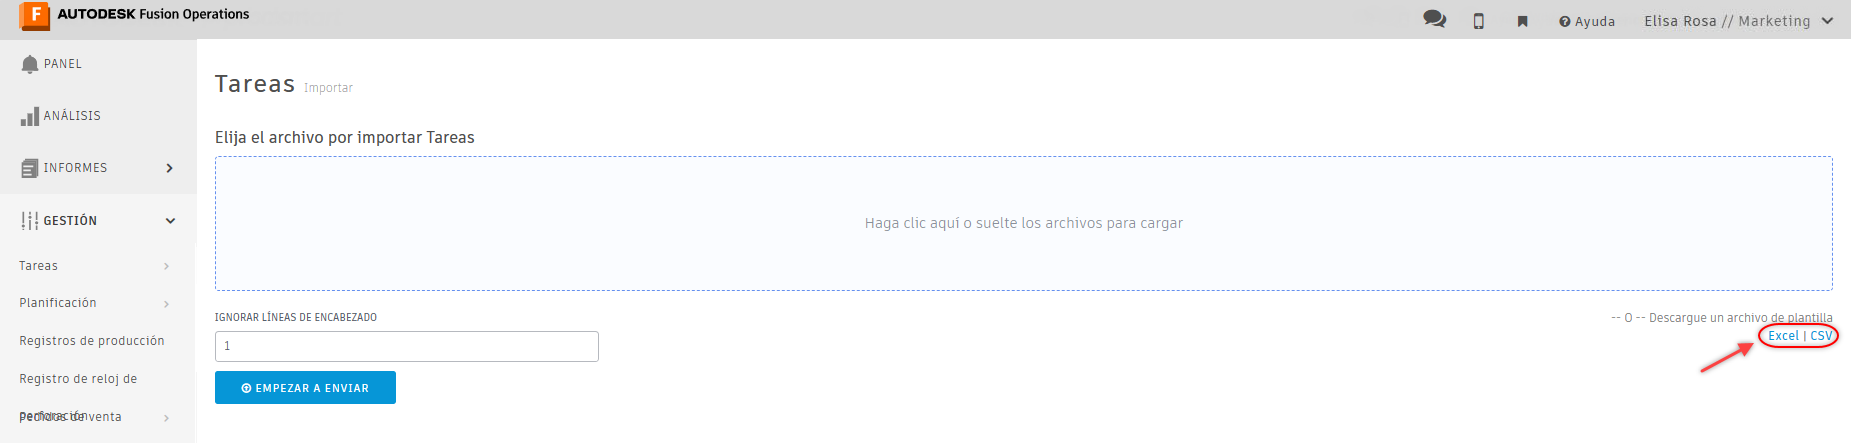 F AUTODESK Fusion Operations
Ayuda
Elisa Rosa // Marketing
PANEL
ANÁLISIS
INFORMES
GESTIÓN
Tareas
Planificación
Registros de producción
Registro de reloj de
perforación
Pedidos de venta
Tareas Importar
Elija el archivo por importar Tareas
Haga clic aquí o suelte los archivos para cargar
IGNORAR LÍNEAS DE ENCABEZADO
1
EMPEZAR A ENVIAR
-- O -- Descargue un archivo de plantilla
Excel | CSV